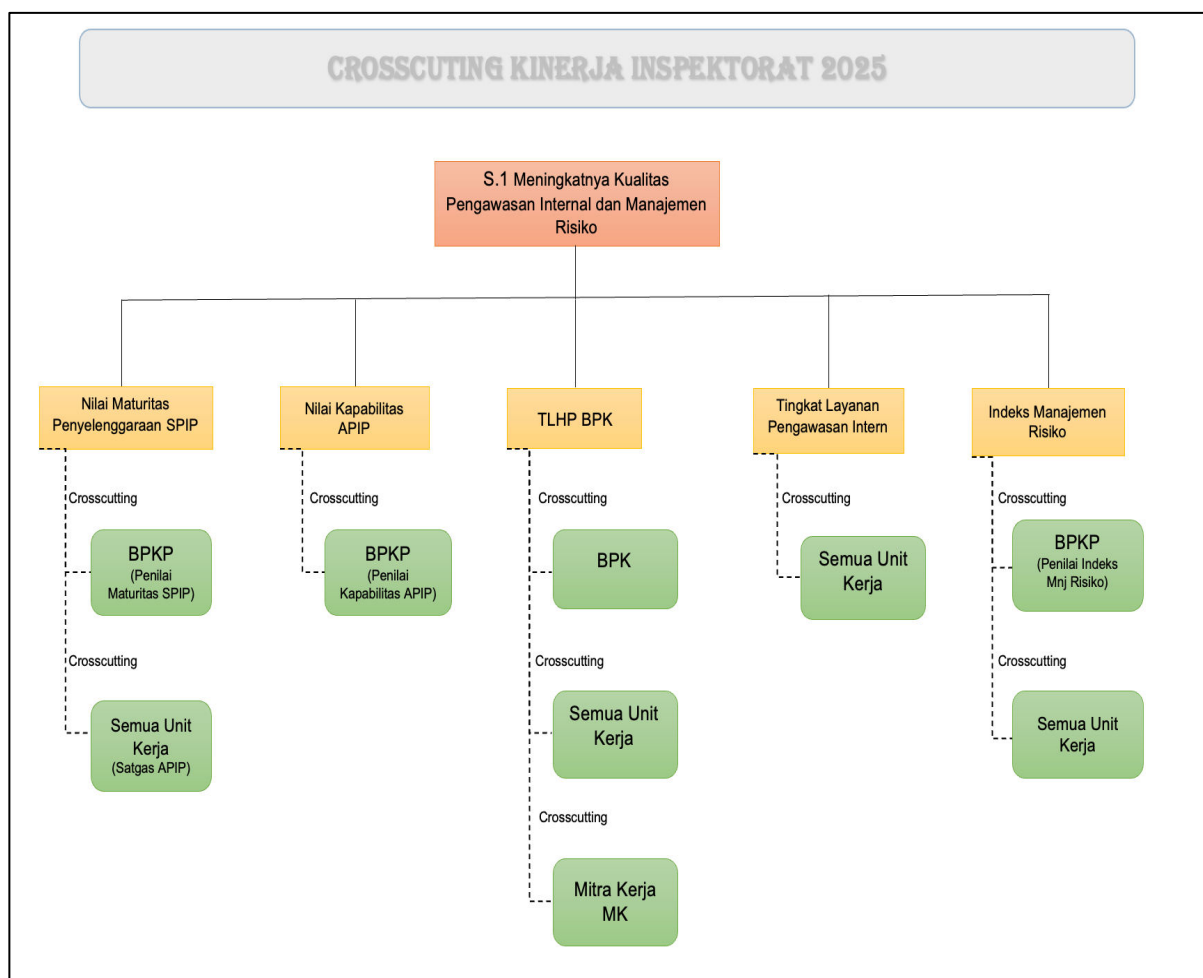 CROSSCUTING KINERJA INSPEKTORAT 2025
S.1 Meningkatnya Kualitas
Pengawasan Internal dan Manajemen
Risiko
Nilai Maturitas
Penyelenggaraan SPIP
Crosscutting
BPKP
(Penilai
Maturitas SPIP)
Crosscutting
Semua Unit
Kerja
(Satgas APIP)
Nilai Kapabilitas
APIP
Crosscutting
BPKP
(Penilai
Kapabilitas APIP)
TLHP BPK
Crosscutting
BPK
Crosscutting
Semua Unit
Kerja
Crosscutting
Mitra Kerja
MK
Tingkat Layanan
Pengawasan Intern
Crosscutting
Semua Unit
Kerja
Indeks Manajemen
Risiko
Crosscutting
BPKP
(Penilai Indeks
Mnj Risiko)
Crosscutting
Semua Unit
Kerja